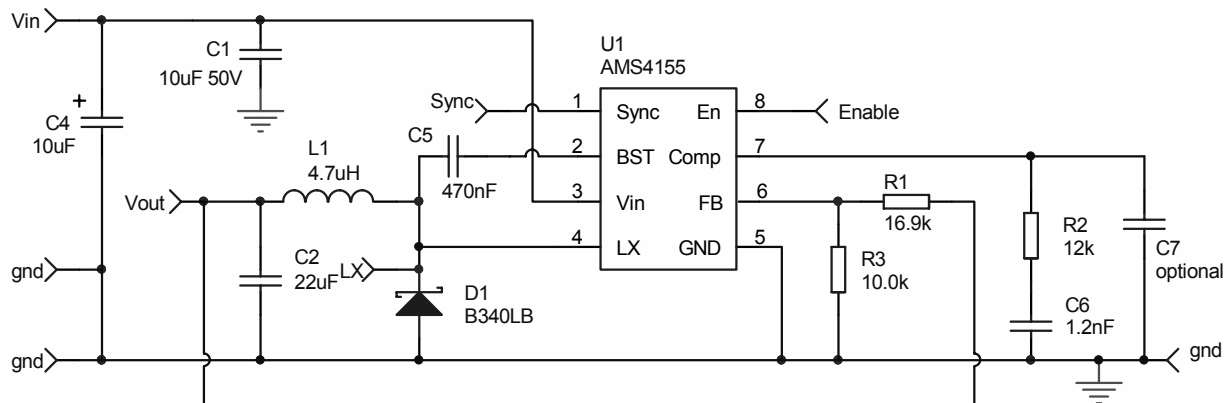 Vin
C1
10uF 50V
+
C4
10uF
U1
AMS4155
Sync
1
Sync
En
8
Enable
C5
470nF
2
BST
Comp
7
L1
4.7uH
Vout
3
Vin
FB
6
R1
16.9k
4
LX
GND
5
R2
12k
C7
optional
gnd
C2
22uF
LX
R3
10.0k
D1
B340LB
C6
1.2nF
gnd
gnd